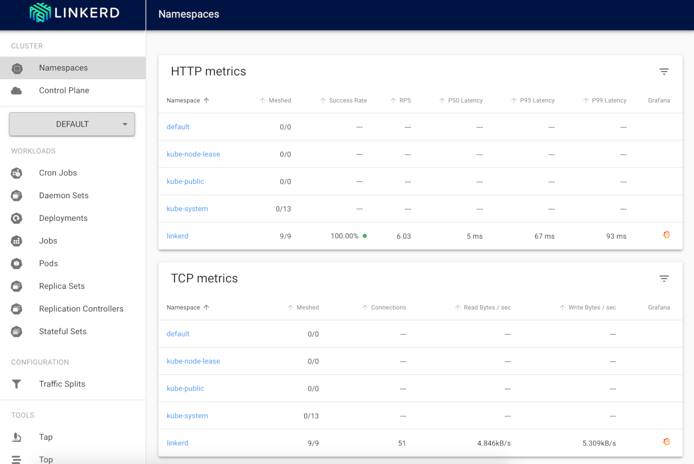 LINKERD
Namespaces
CLUSTER
Namespaces
Control Plane
DEFAULT
WORKLOADS
Cron Jobs
Daemon Sets
Deployments
Jobs
Pods
Replica Sets
Replication Controllers
Stateful Sets
CONFIGURATION
Traffic Splits
TOOLS
Tap
Top
HTTP metrics
Namespace Meshed Success Rate RPS P50 Latency P95 Latency P99 Latency Grafana
default 0/0 — — — — —
kube-node-lease 0/0 — — — — —
kube-public 0/0 — — — — —
kube-system 0/13 — — — — —
linkerd 9/9 100.00% 6.03 5 ms 67 ms 93 ms
TCP metrics
Namespace Meshed Connections Read Bytes / sec Write Bytes / sec Grafana
default 0/0 — — —
kube-node-lease 0/0 — — —
kube-public 0/0 — — —
kube-system 0/13 — — —
linkerd 9/9 51 4.846kB/s 5.309kB/s